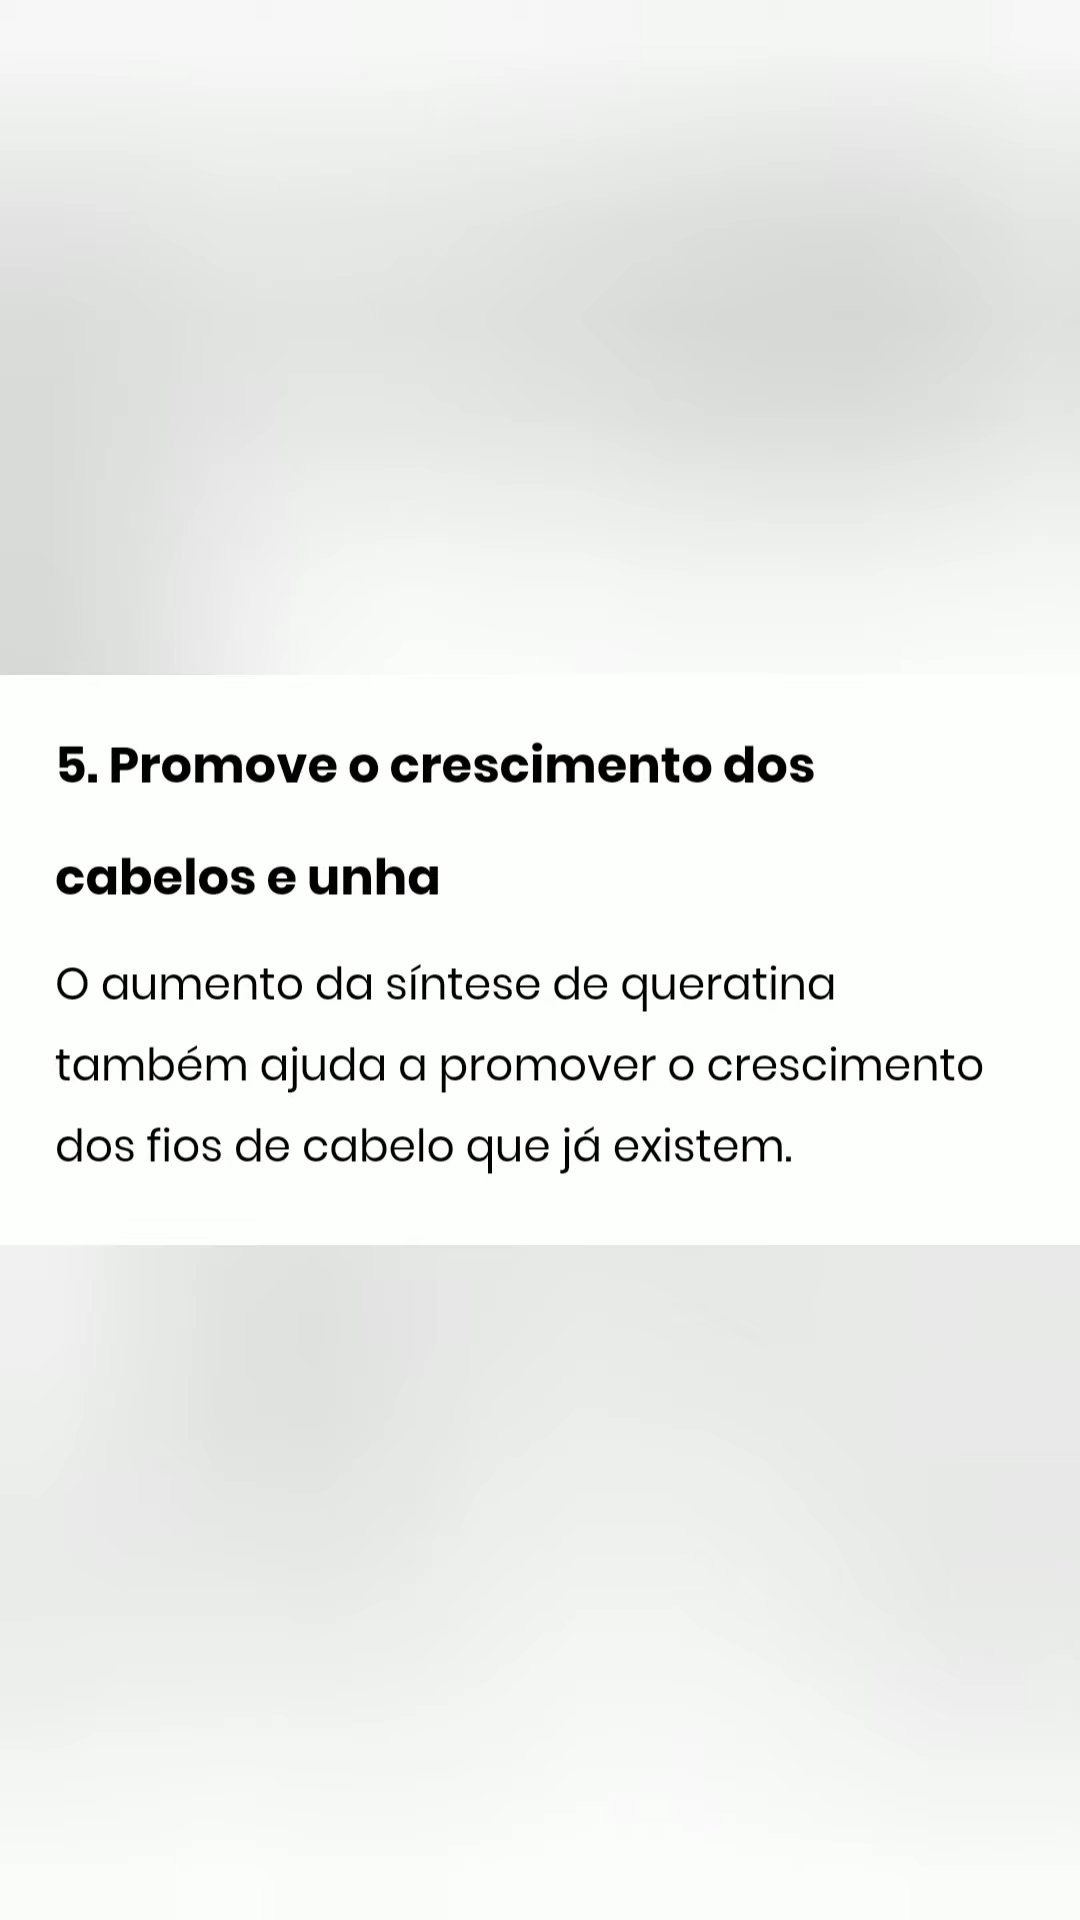 5. Promove o crescimento dos
cabelos e unha
O aumento da síntese de queratina
também ajuda a promover o crescimento
dos fios de cabelo que já existem.